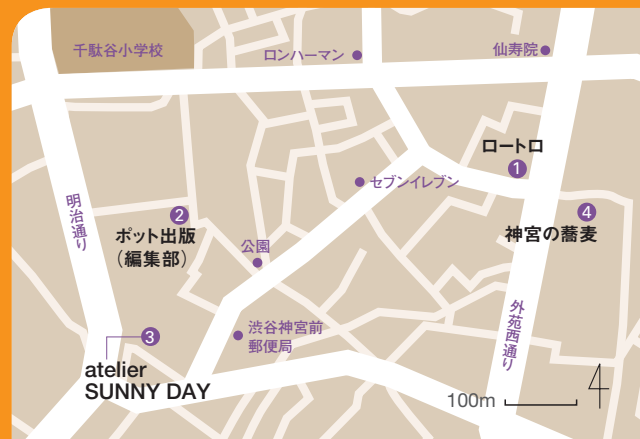 千駄谷小学校
ロンハーマン
仙寿院
ロートロ
1
セブンイレブン
明治通り
2
ポット出版
（編集部）
4
神宮の蕎麦
公園
外苑西通り
3
渋谷神宮前
郵便局
atelier
SUNNY DAY
100m